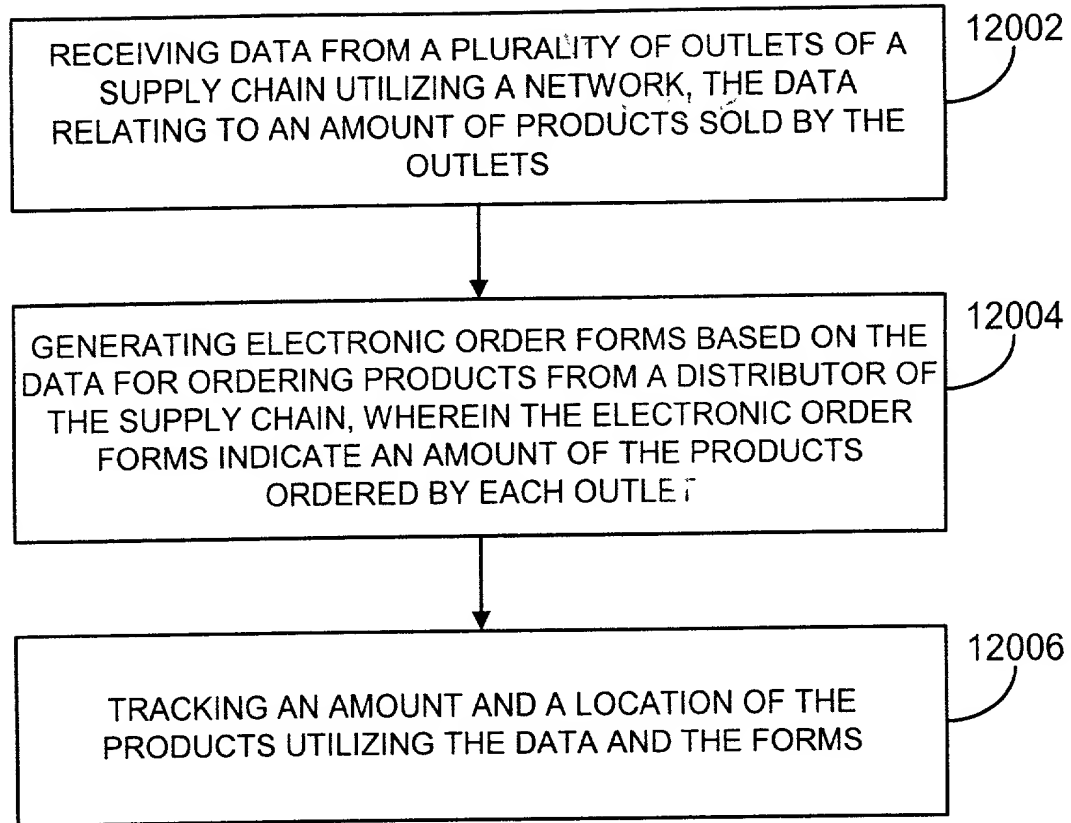 12002
RECEIVING DATA FROM A PLURALITY OF OUTLETS OF A
SUPPLY CHAIN UTILIZING A NETWORK, THE DATA
RELATING TO AN AMOUNT OF PRODUCTS SOLD BY THE
OUTLETS
12004
GENERATING ELECTRONIC ORDER FORMS BASED ON THE
DATA FOR ORDERING PRODUCTS FROM A DISTRIBUTOR OF
THE SUPPLY CHAIN, WHEREIN THE ELECTRONIC ORDER
FORMS INDICATE AN AMOUNT OF THE PRODUCTS
ORDERED BY EACH OUTLET
12006
TRACKING AN AMOUNT AND A LOCATION OF THE
PRODUCTS UTILIZING THE DATA AND THE FORMS